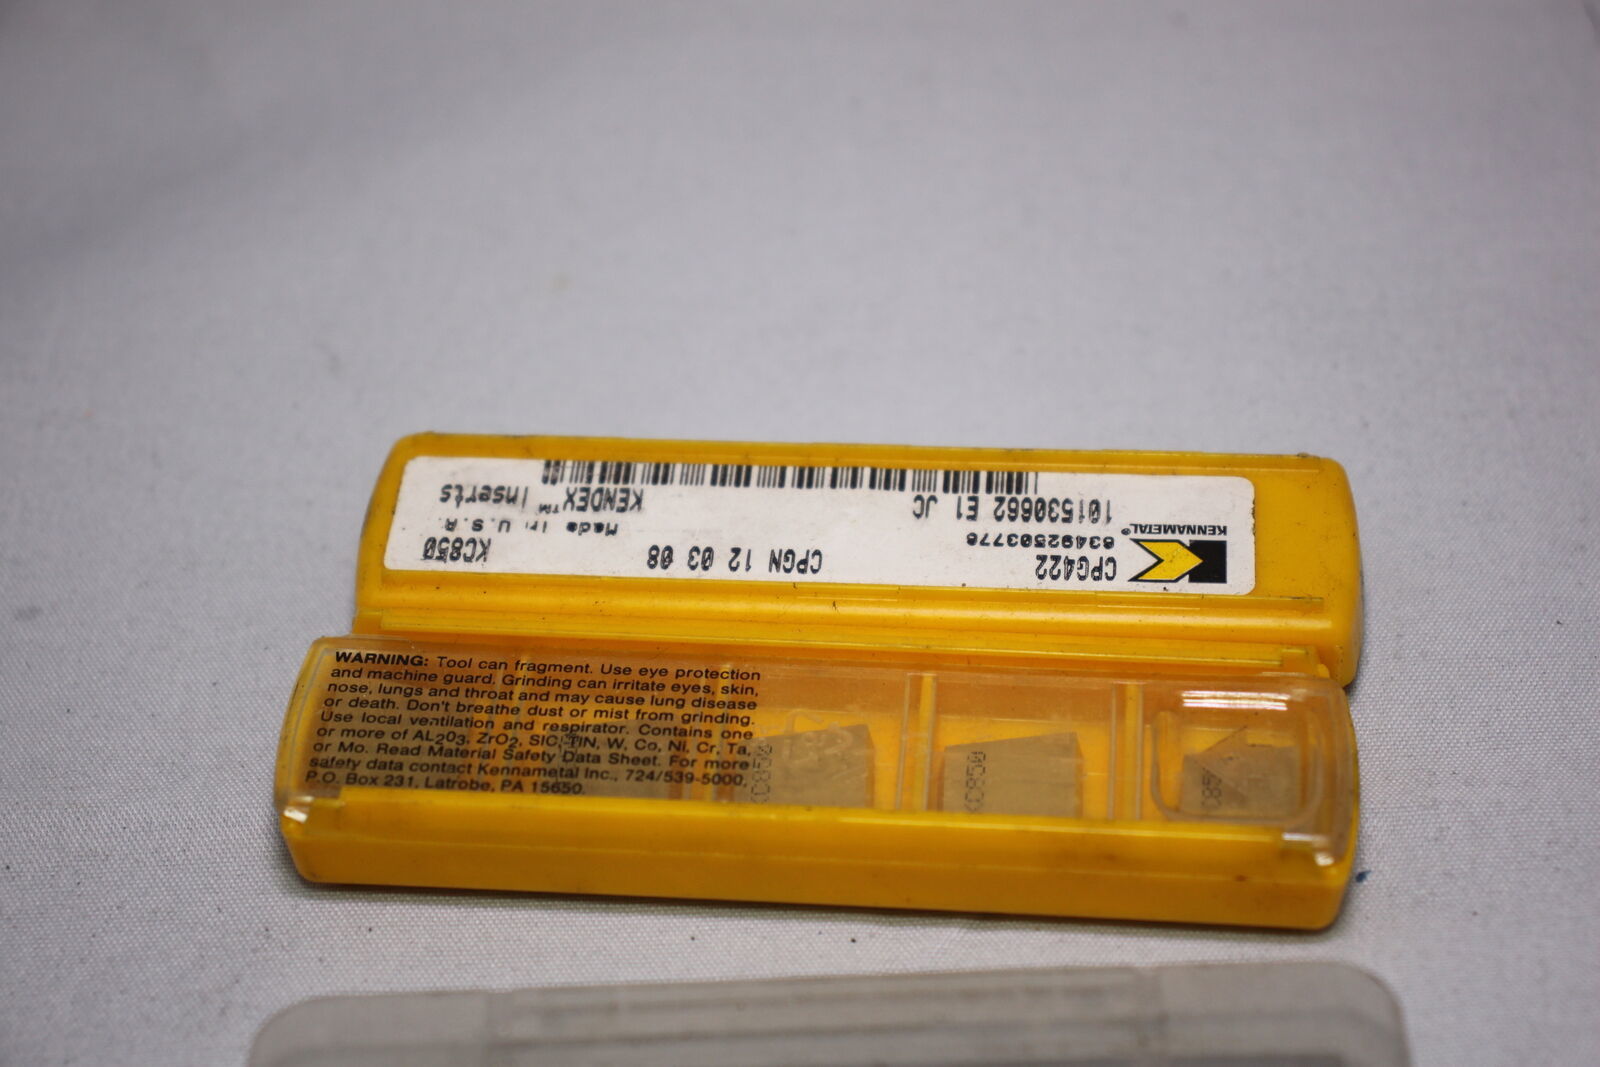 CPG422
CPGN 12 03 08
KC850
83492503778
Made in U.S.A.
KENNAMETAL®
101530662 E1 JC
KENDEX™ Inserts
WARNING: Tool can fragment. Use eye protection
and machine guard. Grinding can irritate eyes, skin,
nose, lungs and throat and may cause lung disease
or death. Don't breathe dust or mist from grinding.
Use local ventilation and respirator. Contains one
or more of AL2O3, ZrO2, SIC, TIN, W, Co, Ni, Cr, Ta,
or Mo. Read Material Safety Data Sheet. For more
safety data contact Kennametal Inc., 724/539-5000,
P.O. Box 231, Latrobe, PA 15650.
KC850
KC850